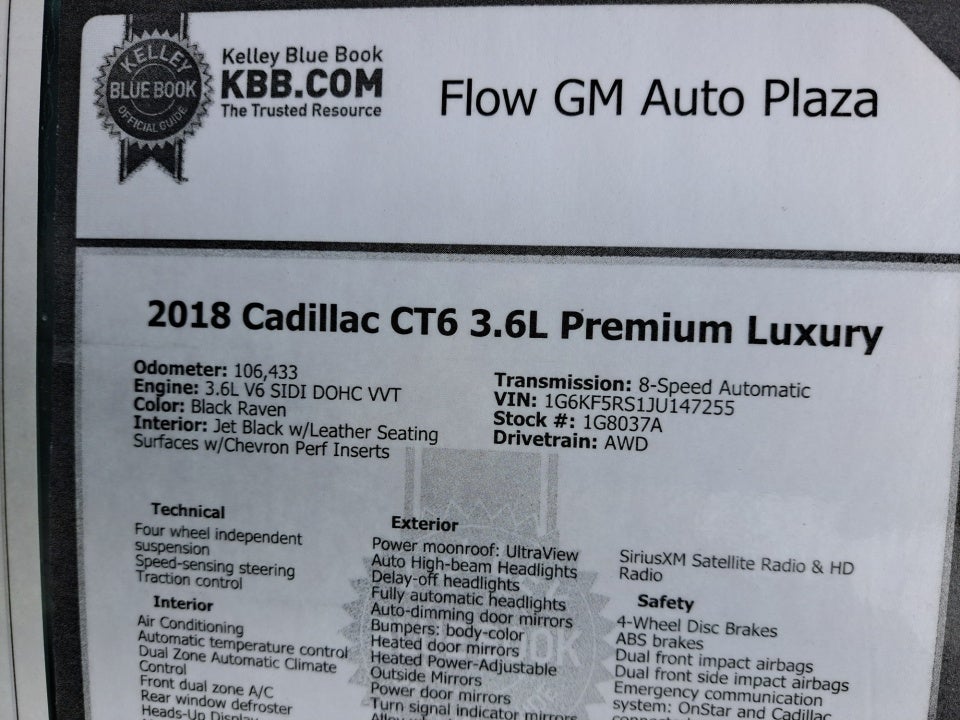 KELLEY
BLUE BOOK
OFFICIAL GUIDE
Kelley Blue Book
KBB.COM
The Trusted Resource
Flow GM Auto Plaza
2018 Cadillac CT6 3.6L Premium Luxury
Odometer: 106,433
Engine: 3.6L V6 SIDI DOHC VVT
Color: Black Raven
Interior: Jet Black w/Leather Seating
Surfaces w/Chevron Perf Inserts
Transmission: 8-Speed Automatic
VIN: 1G6KF5RS1JU147255
Stock #: 1G8037A
Drivetrain: AWD
Technical
Four wheel independent
suspension
Speed-sensing steering
Traction control
Interior
Air Conditioning
Automatic temperature control
Dual Zone Automatic Climate
Control
Front dual zone A/C
Rear window defroster
Heads-Up Display
Exterior
Power moonroof: UltraView
Auto High-beam Headlights
Delay-off headlights
Fully automatic headlights
Auto-dimming door mirrors
Bumpers: body-color
Heated door mirrors
Heated Power-Adjustable
Outside Mirrors
Power door mirrors
Turn signal indicator mirrors
SiriusXM Satellite Radio & HD
Radio
Safety
4-Wheel Disc Brakes
ABS brakes
Dual front impact airbags
Dual front side impact airbags
Emergency communication
system: OnStar and Cadillac